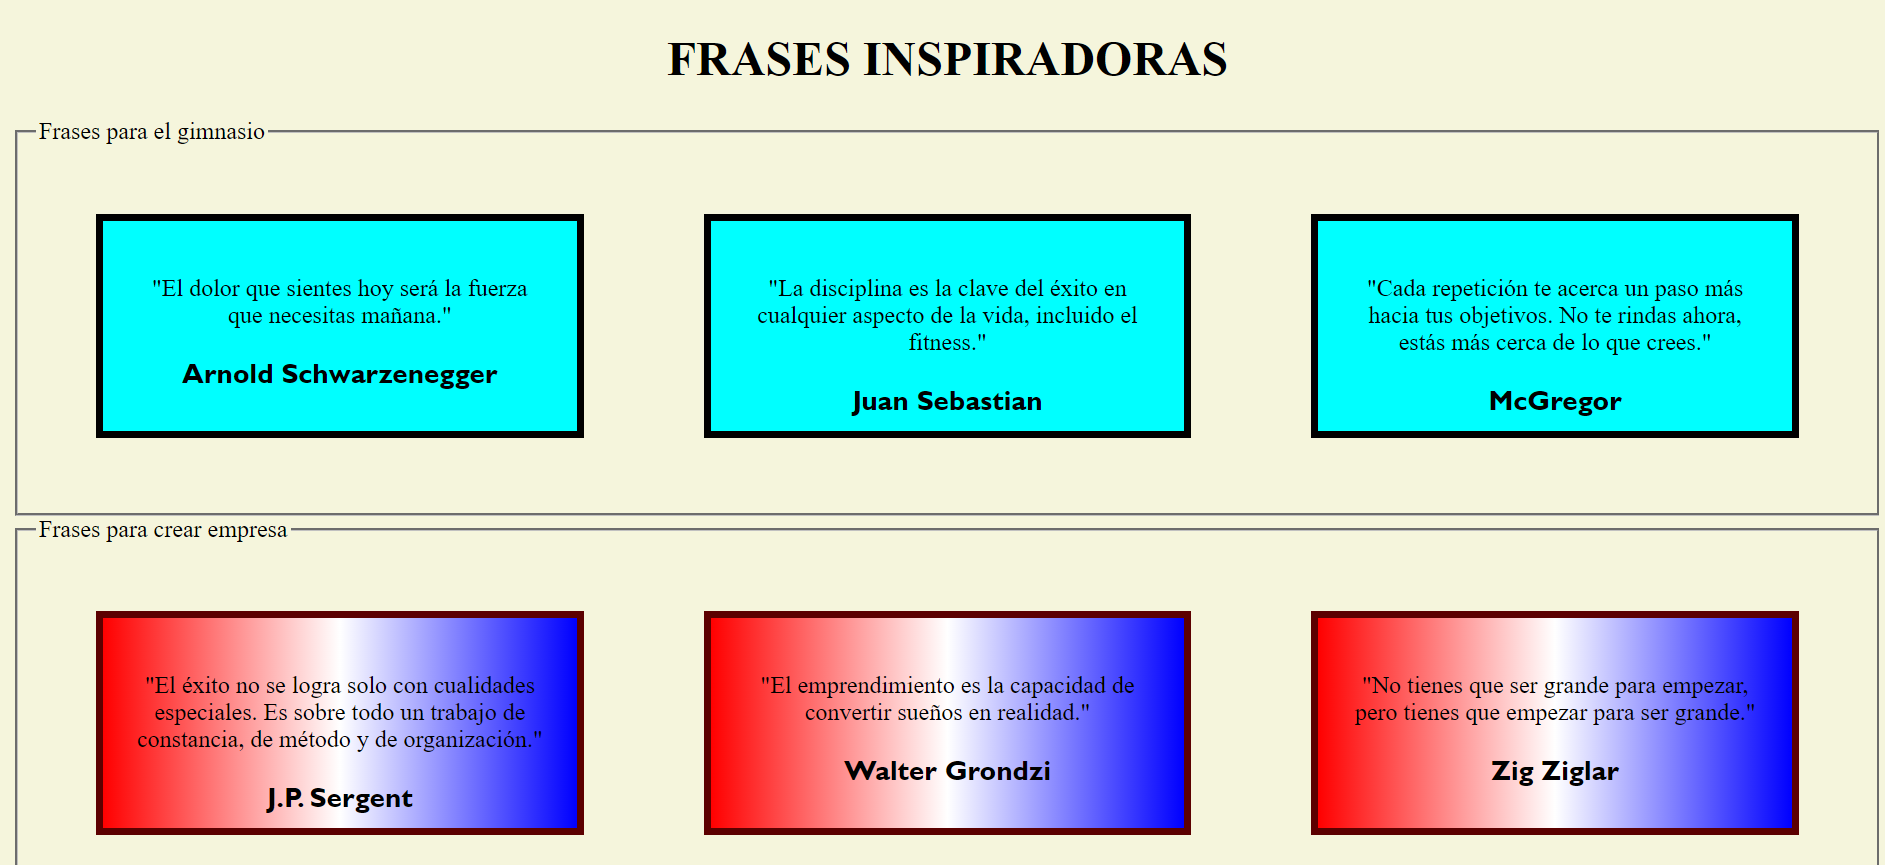 FRASES INSPIRADORAS
Frases para el gimnasio
"El dolor que sientes hoy será la fuerza
que necesitas mañana."
Arnold Schwarzenegger
"La disciplina es la clave del éxito en
cualquier aspecto de la vida, incluido el
fitness."
Juan Sebastian
"Cada repetición te acerca un paso más
hacia tus objetivos. No te rindas ahora,
estás más cerca de lo que crees."
McGregor
Frases para crear empresa
"El éxito no se logra solo con cualidades
especiales. Es sobre todo un trabajo de
constancia, de método y de organización."
J.P. Sergent
"El emprendimiento es la capacidad de
convertir sueños en realidad."
Walter Grondzi
"No tienes que ser grande para empezar,
pero tienes que empezar para ser grande."
Zig Ziglar